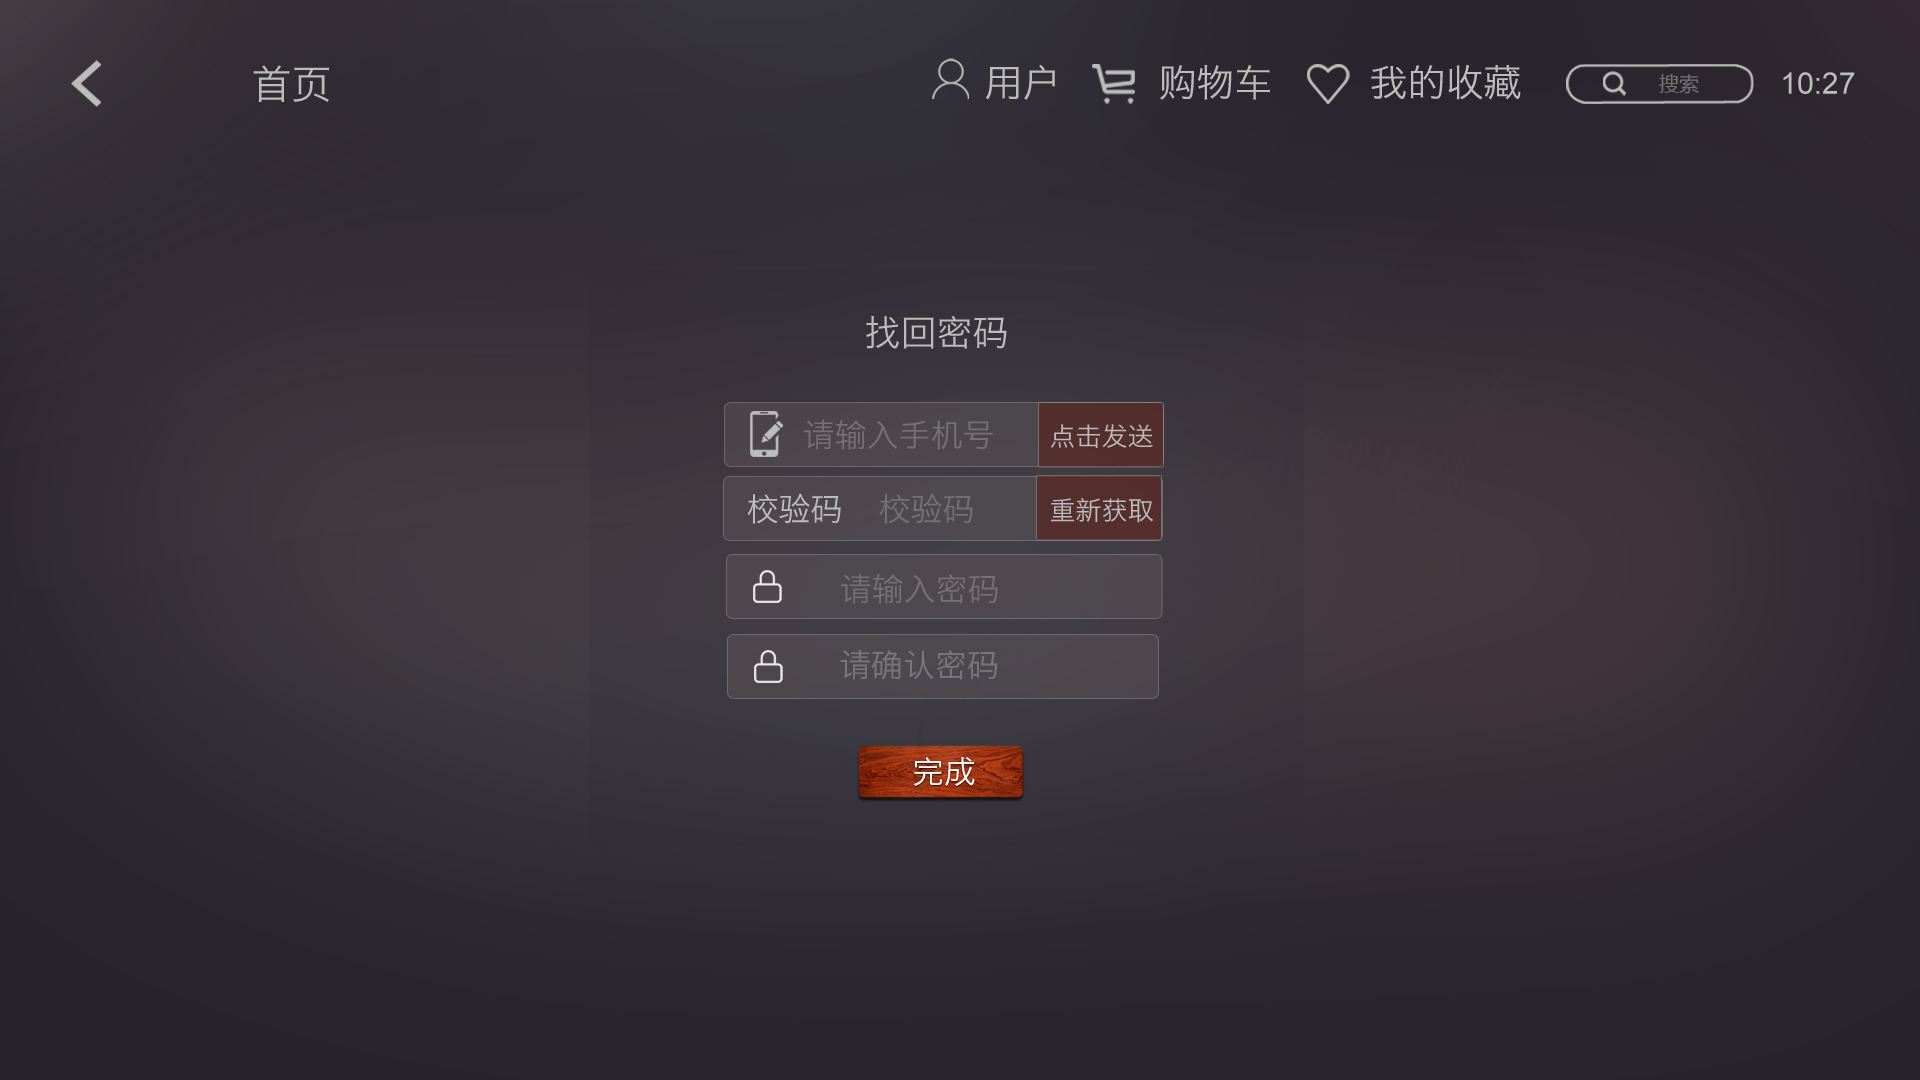 首页 用户 购物车 我的收藏 搜索 10:27
找回密码
请输入手机号 点击发送
校验码 校验码 重新获取
请输入密码
请确认密码
完成